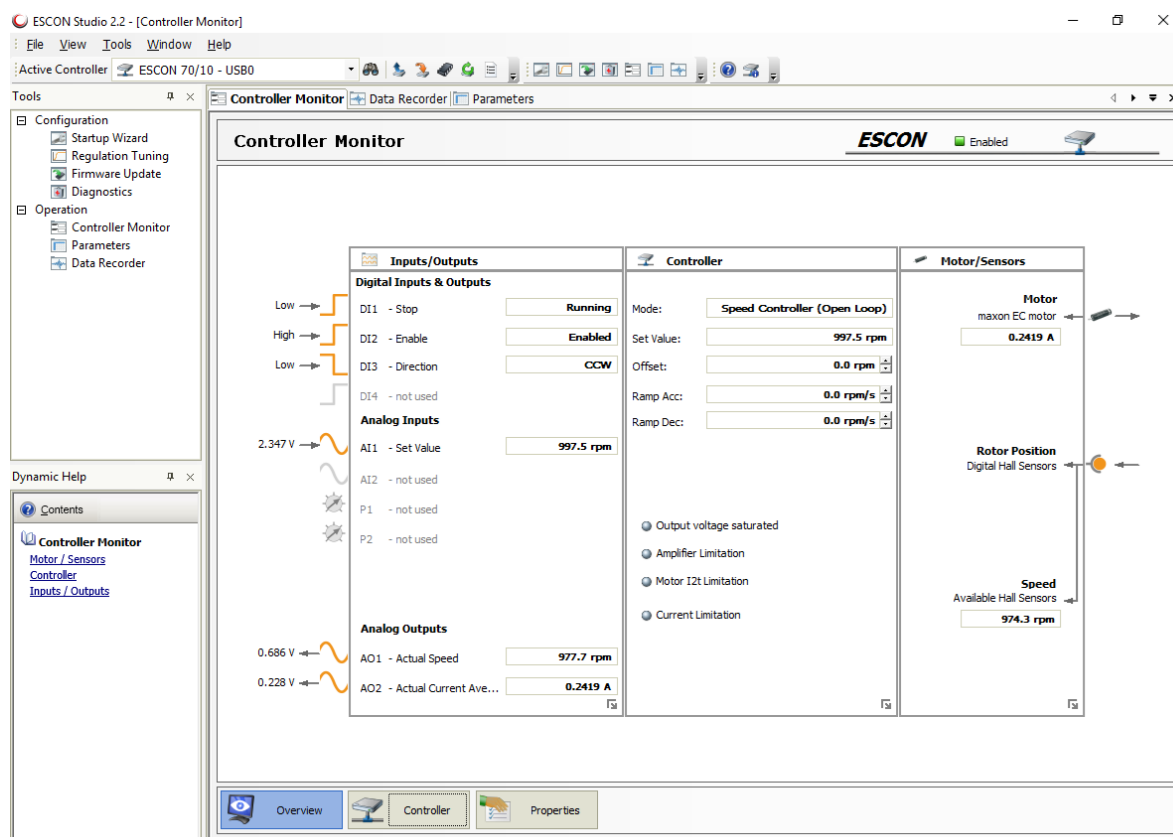 ESCON Studio 2.2 - [Controller Monitor]
File View Tools Window Help
Active Controller ESCON 70/10 - USB0
Tools
Configuration
Startup Wizard
Regulation Tuning
Firmware Update
Diagnostics
Operation
Controller Monitor
Parameters
Data Recorder
Dynamic Help
Contents
Controller Monitor
Motor / Sensors
Controller
Inputs / Outputs
Controller Monitor Data Recorder Parameters
Controller Monitor
ESCON Enabled
Inputs/Outputs
Digital Inputs & Outputs
Low DI1 - Stop Running
High DI2 - Enable Enabled
Low DI3 - Direction CCW
DI4 - not used
Analog Inputs
2.347 V AI1 - Set Value 997.5 rpm
AI2 - not used
P1 - not used
P2 - not used
Analog Outputs
0.686 V AO1 - Actual Speed 977.7 rpm
0.228 V AO2 - Actual Current Ave... 0.2419 A
Controller
Mode: Speed Controller (Open Loop)
Set Value: 997.5 rpm
Offset: 0.0 rpm
Ramp Acc: 0.0 rpm/s
Ramp Dec: 0.0 rpm/s
Output voltage saturated
Amplifier Limitation
Motor I2t Limitation
Current Limitation
Motor/Sensors
Motor
maxon EC motor
0.2419 A
Rotor Position
Digital Hall Sensors
Speed
Available Hall Sensors
974.3 rpm
Overview Controller Properties